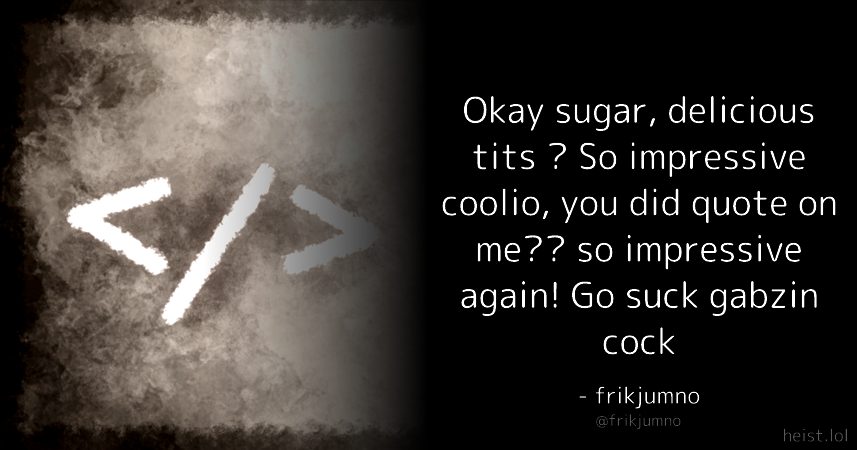 </>
Okay sugar, delicious
tits ? So impressive
coolio, you did quote on
me?? so impressive
again! Go suck gabzin
cock
- frikjumno
@frikjumno
heist.lol